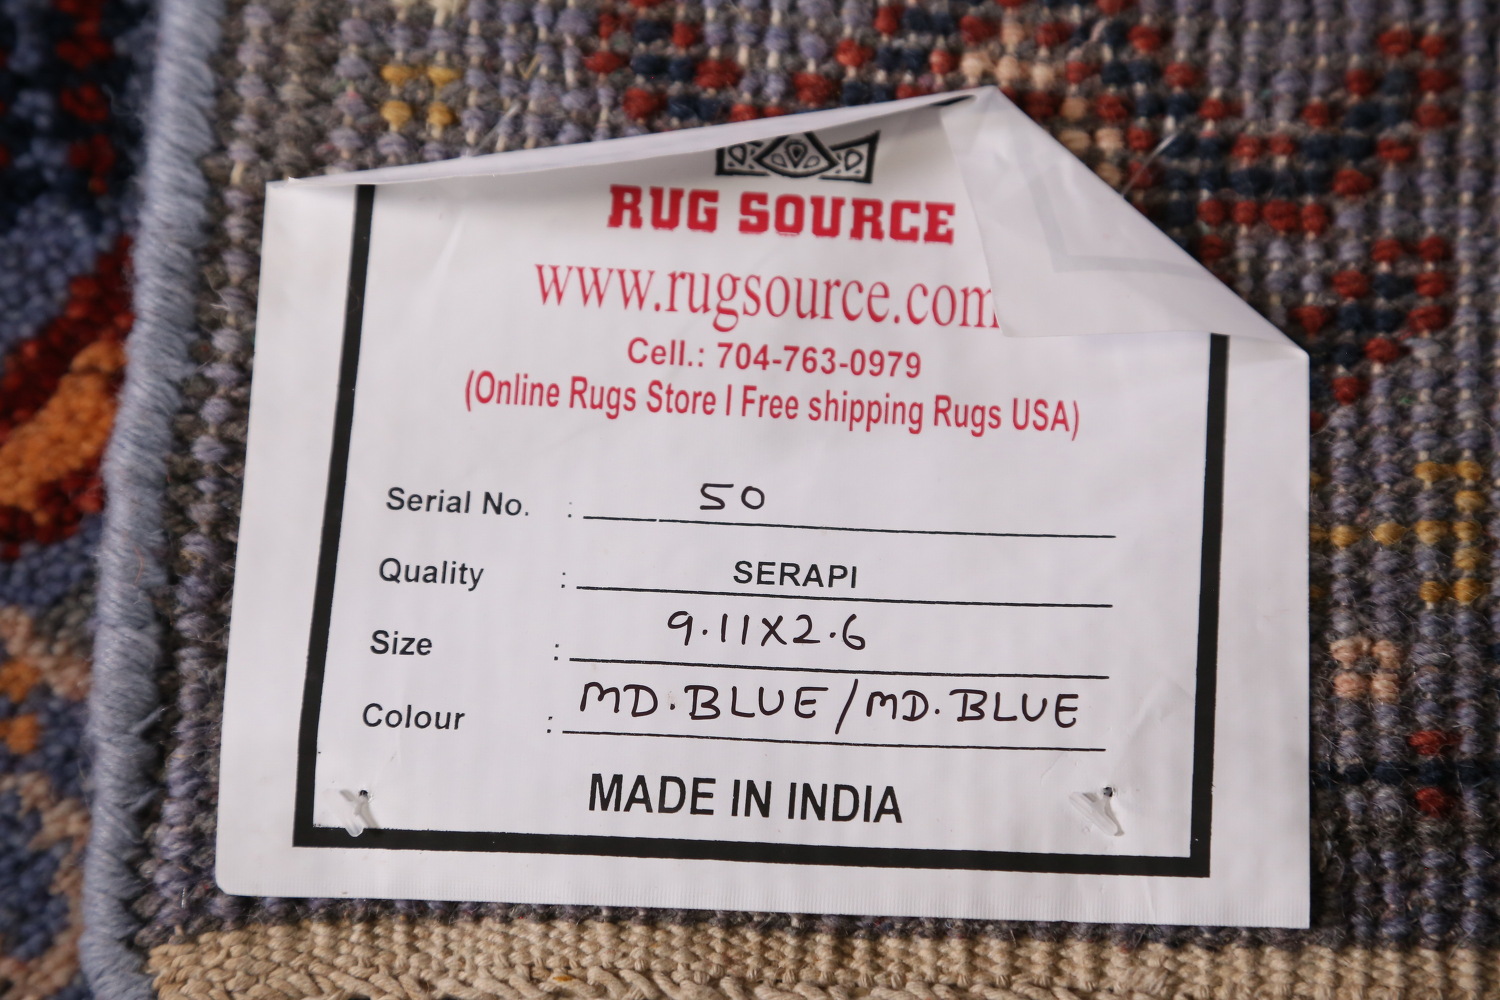 RUG SOURCE
www.rugsource.com
Cell.: 704-763-0979
(Online Rugs Store I Free shipping Rugs USA)
Serial No. : 50
Quality : SERAPI
Size : 9.11X2.6
Colour : MD.BLUE/MD.BLUE
MADE IN INDIA